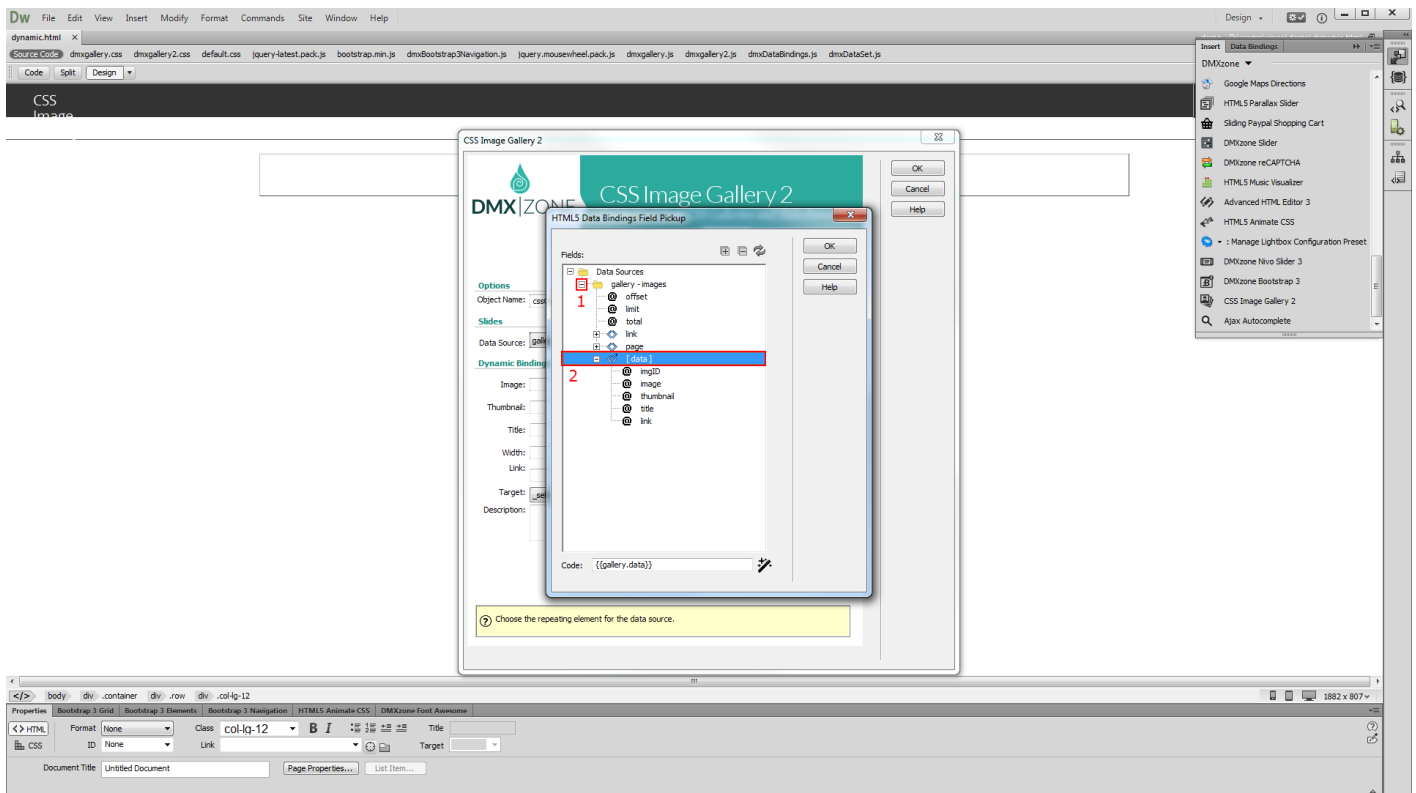 Dw File Edit View Insert Modify Format Commands Site Window Help Design
dynamic.html ×
Source Code dmxgallery.css dmxgallery2.css default.css jquery-latest.pack.js bootstrap.min.js dmxBootstrap3Navigation.js jquery.mousewheel.pack.js dmxgallery.js dmxgallery2.js dmxDataBindings.js dmxDataSet.js
Code Split Design
CSS
Image
Insert Data Bindings
DMXzone
Google Maps Directions
HTML5 Parallax Slider
Sliding Paypal Shopping Cart
DMXzone Slider
DMXzone reCAPTCHA
HTML5 Music Visualizer
Advanced HTML Editor 3
HTML5 Animate CSS
: Manage Lightbox Configuration Preset
DMXzone Nivo Slider 3
DMXzone Bootstrap 3
CSS Image Gallery 2
Ajax Autocomplete
CSS Image Gallery 2
DMX ZONE
CSS Image Gallery 2
OK
Cancel
Help
Options
Object Name: css
Slides
Data Source: gall
Dynamic Binding
Image:
Thumbnail:
Title:
Width:
Link:
Target: _sel
Description:
Choose the repeating element for the data source.
HTML5 Data Bindings Field Pickup
Fields:
Data Sources
gallery - images
1
offset
limit
total
link
page
[ data ]
2
imgID
image
thumbnail
title
link
Code: {{gallery.data}}
OK
Cancel
Help
</> body div .container div .row div .col-lg-12 1882 x 807
Properties Bootstrap 3 Grid Bootstrap 3 Elements Bootstrap 3 Navigation HTML5 Animate CSS DMXzone Font Awesome
<> HTML Format None Class col-lg-12 B I Title
CSS ID None Link Target
Document Title Untitled Document Page Properties... List Item...